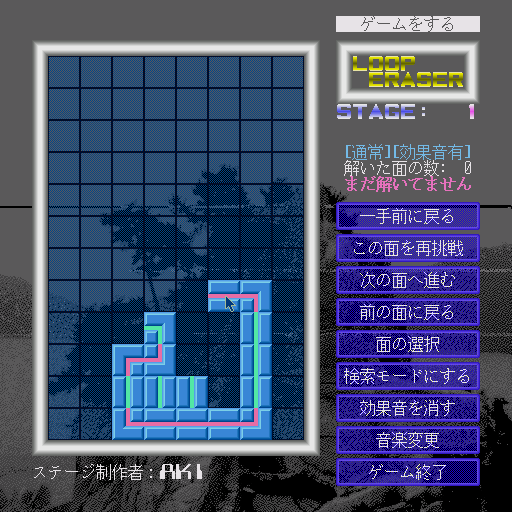 ゲームをする
LOOP
ERASER
STAGE: 1
[通常][効果音有]
解いた面の数: 0
まだ解いてません
一手前に戻る
この面を再挑戦
次の面へ進む
前の面に戻る
面の選択
検索モードにする
効果音を消す
音楽変更
ゲーム終了
ステージ制作者:AKI